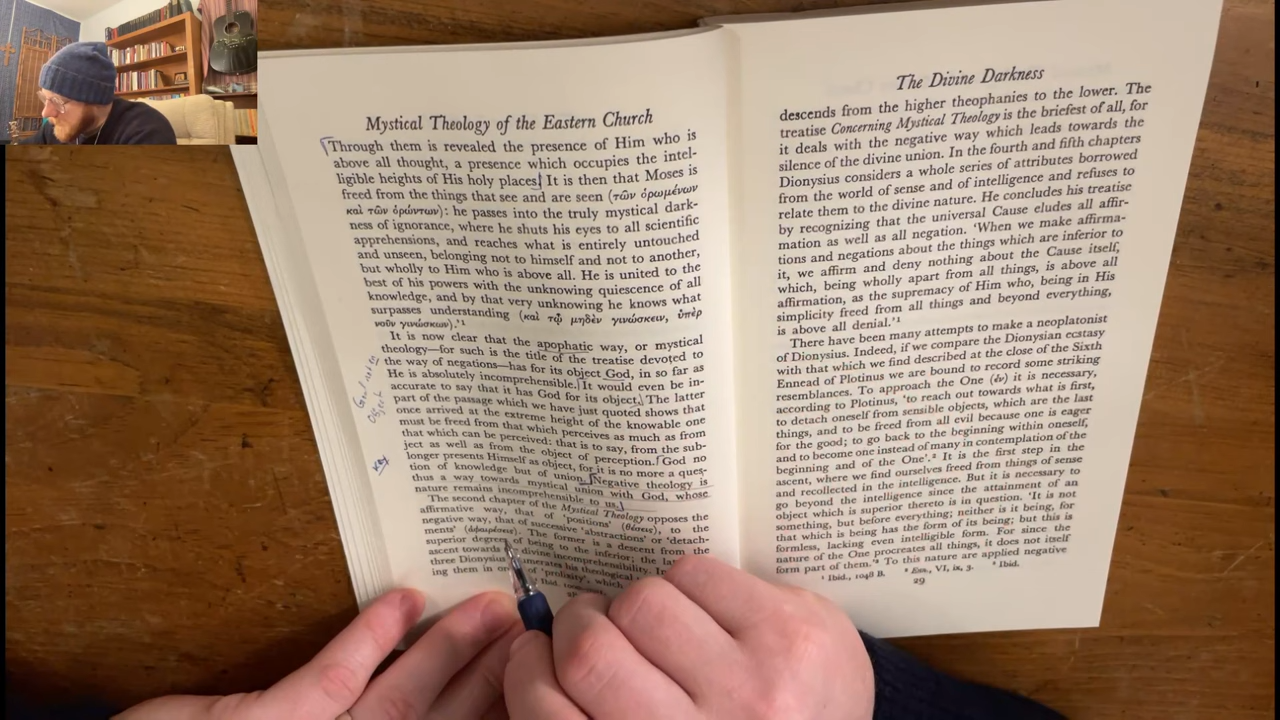 Mystical Theology of the Eastern Church
Through them is revealed the presence of Him who is
above all thought, a presence which occupies the intel-
ligible heights of His holy places. It is then that Moses is
freed from the things that see and are seen (τῶν ὁρωμένων
καὶ τῶν ὁρώντων): he passes into the truly mystical dark-
ness of ignorance, where he shuts his eyes to all scientific
apprehensions, and reaches what is entirely untouched
and unseen, belonging not to himself and not to another,
but wholly to Him who is above all. He is united to the
best of his powers with the unknowing quiescence of all
knowledge, and by that very unknowing he knows what
surpasses understanding (καὶ τῷ μηδὲν γινώσκειν, ὑπὲρ
νοῦν γινώσκων).'¹
It is now clear that the apophatic way, or mystical
theology—for such is the title of the treatise devoted to
the way of negations—has for its object God, in so far as
He is absolutely incomprehensible. It would even be in-
accurate to say that it has God for its object. The latter
part of the passage which we have just quoted shows that
once arrived at the extreme height of the knowable one
must be freed from that which perceives as much as from
that which can be perceived: that is to say, from the sub-
ject as well as from the object of perception. God no
longer presents Himself as object, for it is no more a ques-
tion of knowledge but of union. Negative theology is
thus a way towards mystical union with God, whose
nature remains incomprehensible to us.
The second chapter of the Mystical Theology opposes the
affirmative way, that of 'positions' (θέσεις), to the
negative way, that of successive 'abstractions' or 'detach-
ments' (ἀφαιρέσεις). The former is a descent from the
superior degrees of being to the inferior; the
ascent towards divine incomprehensibility.
three Dionysius his theological
ing them in of 'prolixity', which
Ibid.
God not an
object
Key
The Divine Darkness
descends from the higher theophanies to the lower. The
treatise Concerning Mystical Theology is the briefest of all, for
it deals with the negative way which leads towards the
silence of the divine union. In the fourth and fifth chapters
Dionysius considers a whole series of attributes borrowed
from the world of sense and of intelligence and refuses to
relate them to the divine nature. He concludes his treatise
by recognizing that the universal Cause eludes all affir-
mation as well as all negation. 'When we make affirma-
tions and negations about the things which are inferior to
it, we affirm and deny nothing about the Cause itself,
which, being wholly apart from all things, is above all
affirmation, as the supremacy of Him who, being in His
simplicity freed from all things and beyond everything,
is above all denial.'¹
There have been many attempts to make a neoplatonist
of Dionysius. Indeed, if we compare the Dionysian ecstasy
with that which we find described at the close of the Sixth
Ennead of Plotinus we are bound to record some striking
resemblances. To approach the One (ἕν) it is necessary,
according to Plotinus, 'to reach out towards what is first,
to detach oneself from sensible objects, which are the last
things, and to be freed from all evil because one is eager
for the good; to go back to the beginning within oneself,
and to become one instead of many in contemplation of the
beginning and of the One'.² It is the first step in the
ascent, where we find ourselves freed from things of sense
and recollected in the intelligence. But it is necessary to
go beyond the intelligence since the attainment of an
object which is superior thereto is in question. 'It is not
something, but before everything; neither is it being, for
that which is being has the form of its being; but this is
formless, lacking even intelligible form. For since the
nature of the One procreates all things, it does not itself
form part of them.'³ To this nature are applied negative
¹ Ibid., 1048 B. ² Enn., VI, ix, 3. ³ Ibid.
29